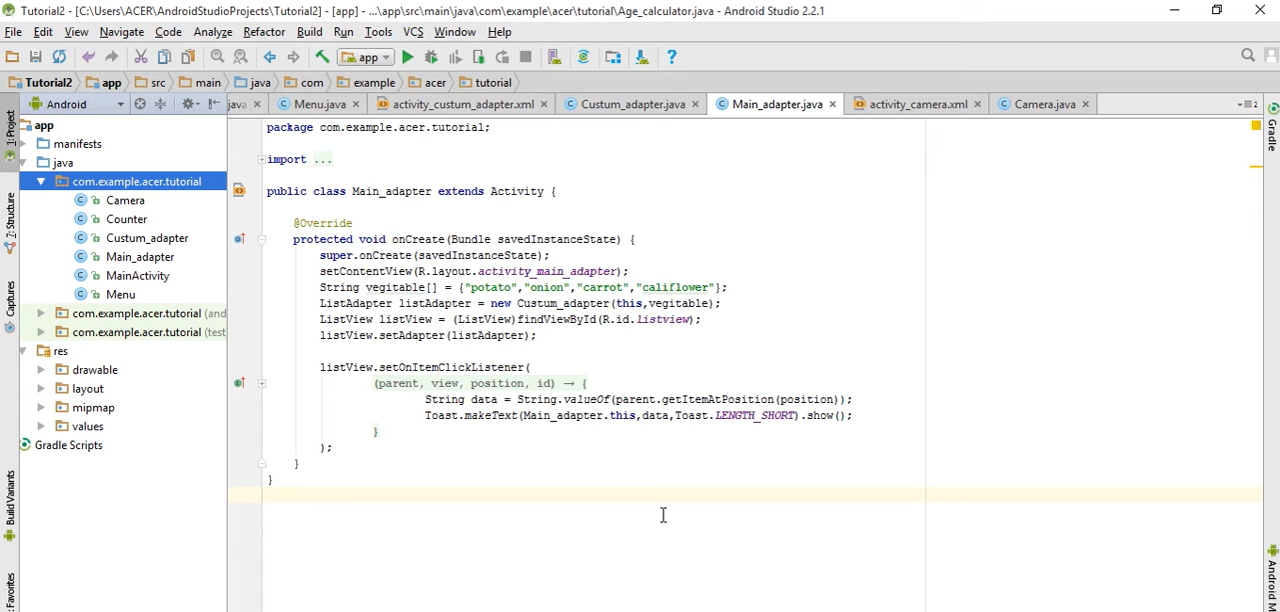 Tutorial2 - [C:\Users\ACER\AndroidStudioProjects\Tutorial2] - [app] - ...\app\src\main\java\com\example\acer\tutorial\Age_calculator.java - Android Studio 2.2.1
File Edit View Navigate Code Analyze Refactor Build Run Tools VCS Window Help
app
Tutorial2 app src main java com example acer tutorial
Android java Menu.java activity_custum_adapter.xml Custum_adapter.java Main_adapter.java activity_camera.xml Camera.java 2
1: Project
7: Structure
Captures
Build Variants
Favorites
app
manifests
java
com.example.acer.tutorial
Camera
Counter
Custum_adapter
Main_adapter
MainActivity
Menu
com.example.acer.tutorial (and
com.example.acer.tutorial (test
res
drawable
layout
mipmap
values
Gradle Scripts
package com.example.acer.tutorial;
import ...
public class Main_adapter extends Activity {
@Override
protected void onCreate(Bundle savedInstanceState) {
super.onCreate(savedInstanceState);
setContentView(R.layout.activity_main_adapter);
String vegitable[] = {"potato","onion","carrot","califlower"};
ListAdapter listAdapter = new Custum_adapter(this,vegitable);
ListView listView = (ListView)findViewById(R.id.listview);
listView.setAdapter(listAdapter);
listView.setOnItemClickListener(
(parent, view, position, id) → {
String data = String.valueOf(parent.getItemAtPosition(position));
Toast.makeText(Main_adapter.this,data,Toast.LENGTH_SHORT).show();
}
);
}
}
Gradle
Android M